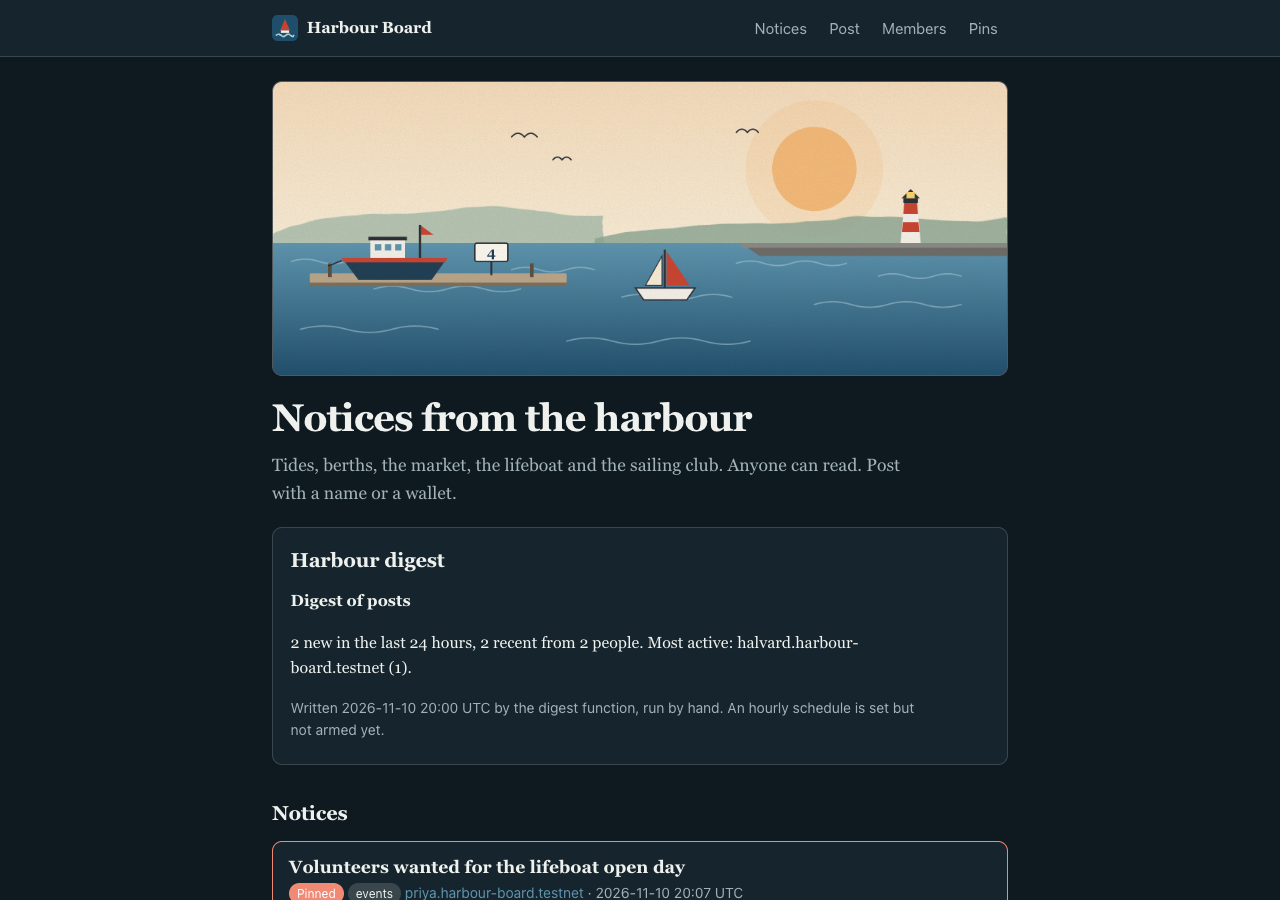 Harbour Board
Notices Post Members Pins
4
Notices from the harbour
Tides, berths, the market, the lifeboat and the sailing club. Anyone can read. Post
with a name or a wallet.
Harbour digest
Digest of posts
2 new in the last 24 hours, 2 recent from 2 people. Most active: halvard.harbour-
board.testnet (1).
Written 2026-11-10 20:00 UTC by the digest function, run by hand. An hourly schedule is set but
not armed yet.
Notices
Volunteers wanted for the lifeboat open day
Pinned events priya.harbour-board.testnet · 2026-11-10 20:07 UTC